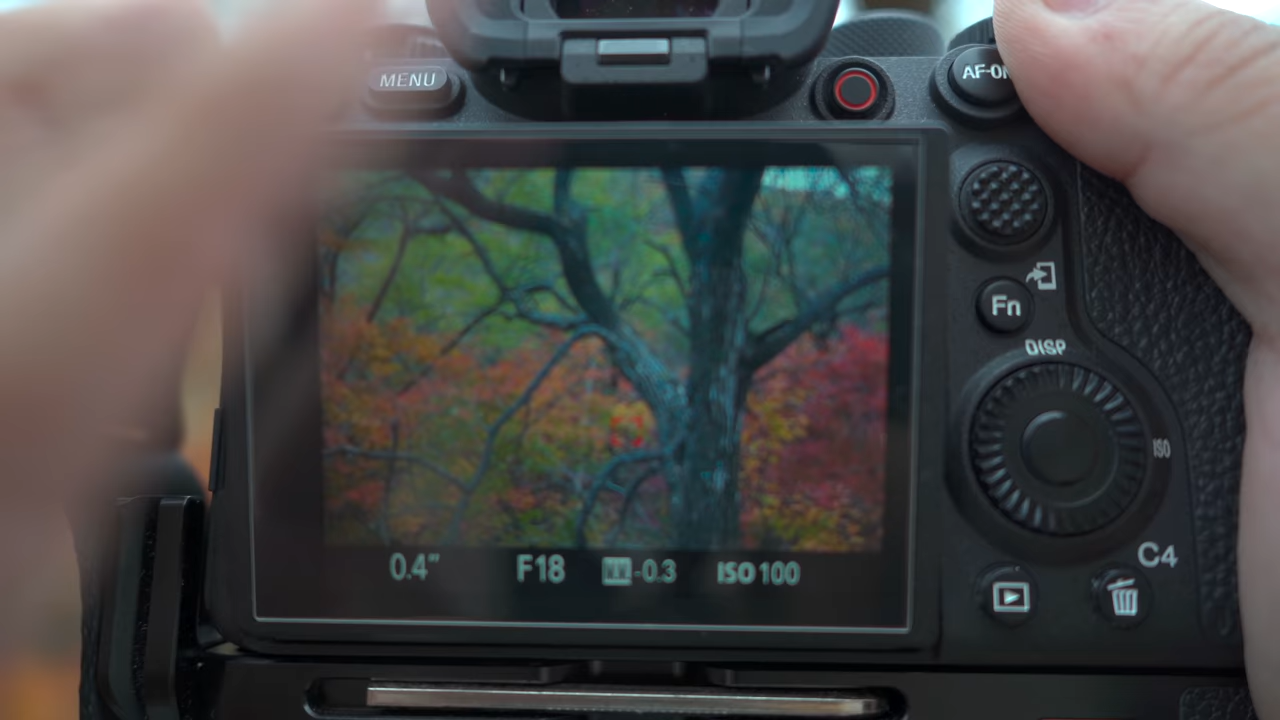 MENU
AF-ON
Fn
DISP
ISO
0.4" F18 -0.3 ISO 100
C4